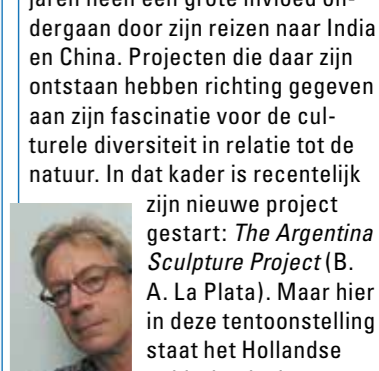 jaren heen een grote invloed on-
dergaan door zijn reizen naar India
en China. Projecten die daar zijn
ontstaan hebben richting gegeven
aan zijn fascinatie voor de cul-
turele diversiteit in relatie tot de
natuur. In dat kader is recentelijk
zijn nieuwe project
gestart: The Argentina
Sculpture Project (B.
A. La Plata). Maar hier
in deze tentoonstelling
staat het Hollandse